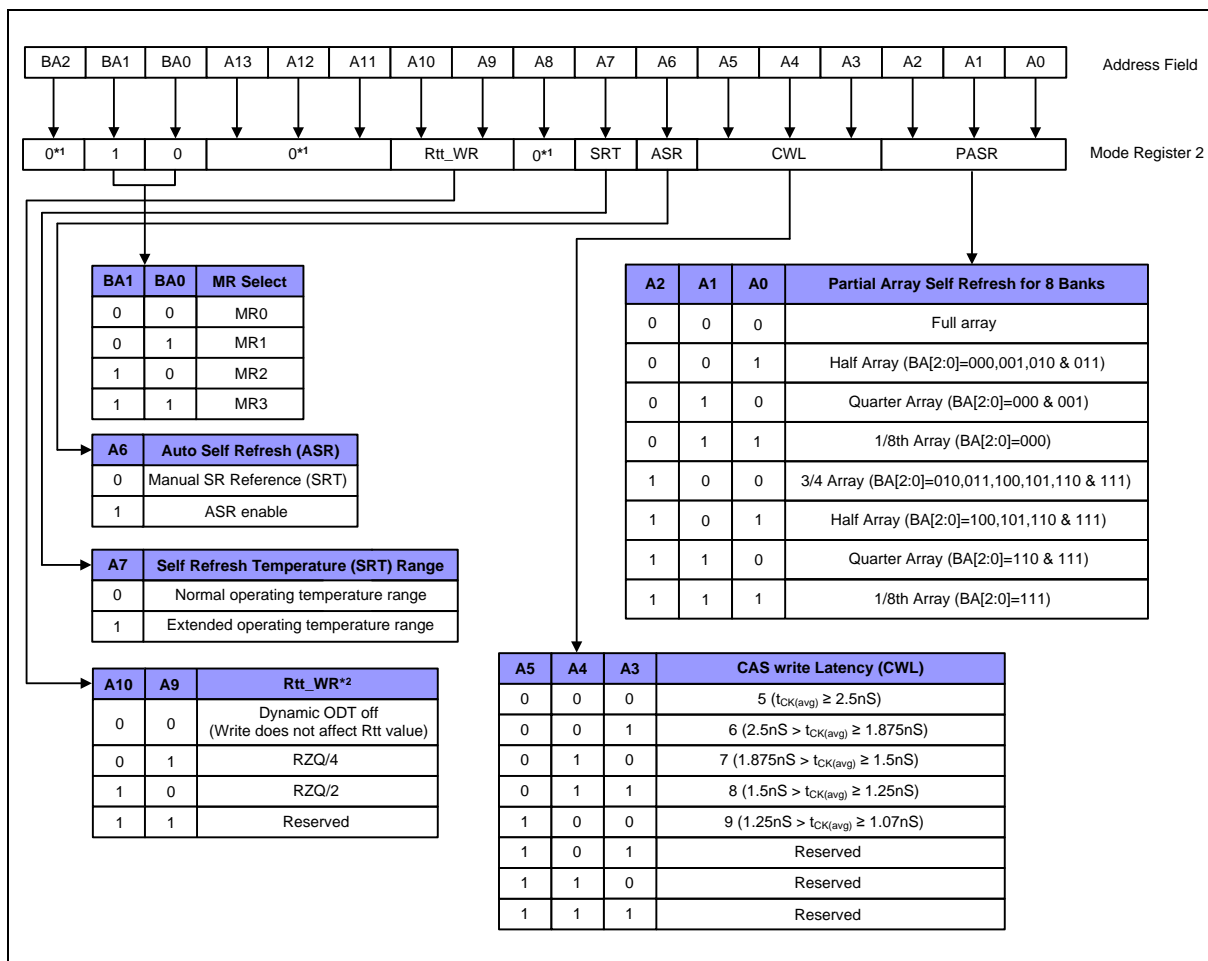 BA2 BA1 BA0 A13 A12 A11 A10 A9 A8 A7 A6 A5 A4 A3 A2 A1 A0 Address Field
0*1 1 0 0*1 Rtt_WR 0*1 SRT ASR CWL PASR Mode Register 2
BA1 BA0 MR Select
0 0 MR0
0 1 MR1
1 0 MR2
1 1 MR3
A6 Auto Self Refresh (ASR)
0 Manual SR Reference (SRT)
1 ASR enable
A7 Self Refresh Temperature (SRT) Range
0 Normal operating temperature range
1 Extended operating temperature range
A10 A9 Rtt_WR*2
0 0 Dynamic ODT off
(Write does not affect Rtt value)
0 1 RZQ/4
1 0 RZQ/2
1 1 Reserved
A2 A1 A0 Partial Array Self Refresh for 8 Banks
0 0 0 Full array
0 0 1 Half Array (BA[2:0]=000,001,010 & 011)
0 1 0 Quarter Array (BA[2:0]=000 & 001)
0 1 1 1/8th Array (BA[2:0]=000)
1 0 0 3/4 Array (BA[2:0]=010,011,100,101,110 & 111)
1 0 1 Half Array (BA[2:0]=100,101,110 & 111)
1 1 0 Quarter Array (BA[2:0]=110 & 111)
1 1 1 1/8th Array (BA[2:0]=111)
A5 A4 A3 CAS write Latency (CWL)
0 0 0 5 (tCK(avg) ≥ 2.5nS)
0 0 1 6 (2.5nS > tCK(avg) ≥ 1.875nS)
0 1 0 7 (1.875nS > tCK(avg) ≥ 1.5nS)
0 1 1 8 (1.5nS > tCK(avg) ≥ 1.25nS)
1 0 0 9 (1.25nS > tCK(avg) ≥ 1.07nS)
1 0 1 Reserved
1 1 0 Reserved
1 1 1 Reserved